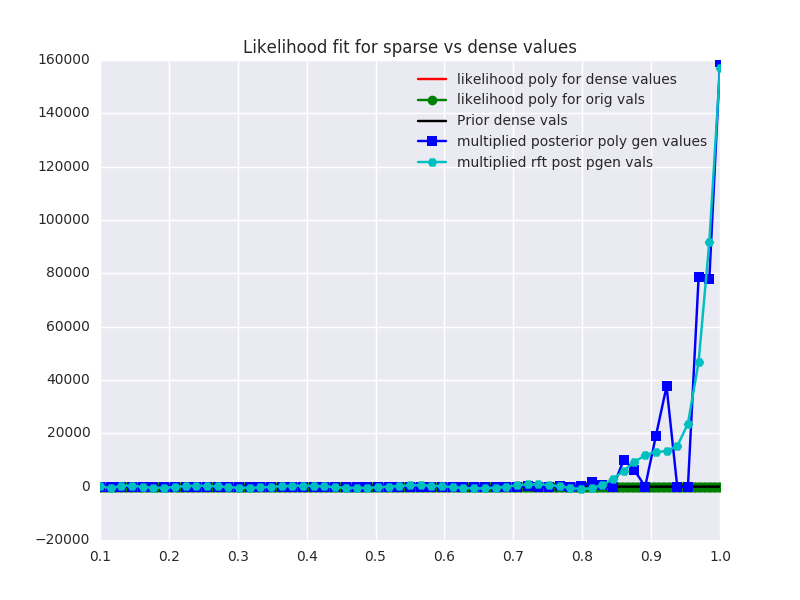 Likelihood fit for sparse vs dense values
160000
140000
120000
100000
80000
60000
40000
20000
0
−20000
likelihood poly for dense values
likelihood poly for orig vals
Prior dense vals
multiplied posterior poly gen values
multiplied rft post pgen vals
0.1 0.2 0.3 0.4 0.5 0.6 0.7 0.8 0.9 1.0